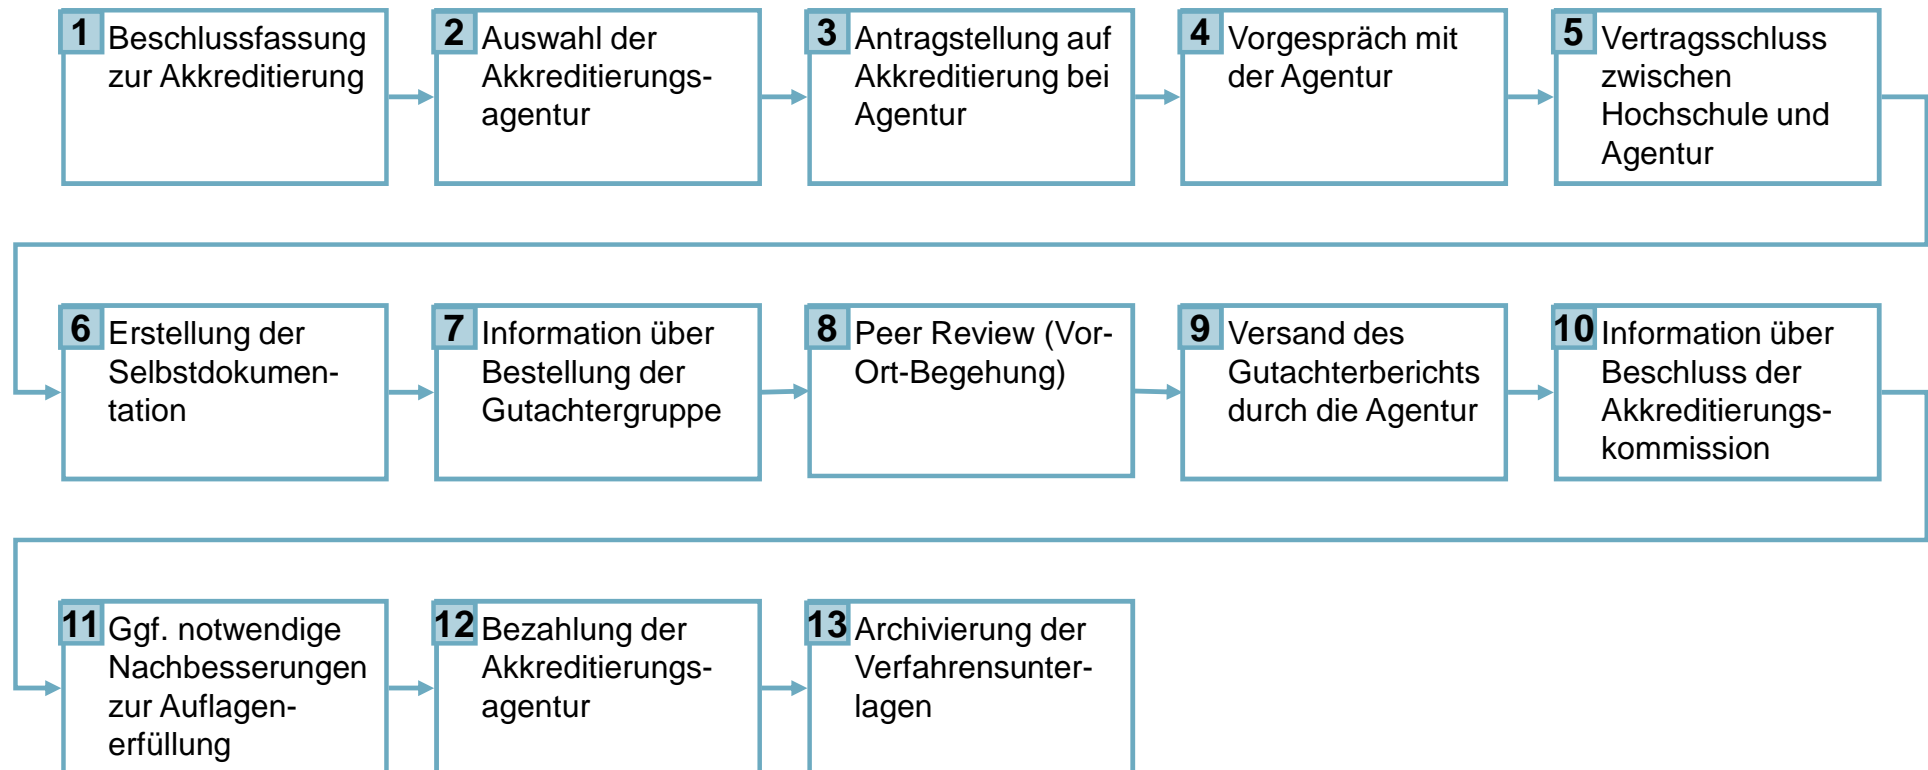 1 Beschlussfassung
zur Akkreditierung
2 Auswahl der
Akkreditierungs-
agentur
3 Antragstellung auf
Akkreditierung bei
Agentur
4 Vorgespräch mit
der Agentur
5 Vertragsschluss
zwischen
Hochschule und
Agentur
6 Erstellung der
Selbstdokumen-
tation
7 Information über
Bestellung der
Gutachtergruppe
8 Peer Review (Vor-
Ort-Begehung)
9 Versand des
Gutachterberichts
durch die Agentur
10 Information über
Beschluss der
Akkreditierungs-
kommission
11 Ggf. notwendige
Nachbesserungen
zur Auflagen-
erfüllung
12 Bezahlung der
Akkreditierungs-
agentur
13 Archivierung der
Verfahrensunter-
lagen